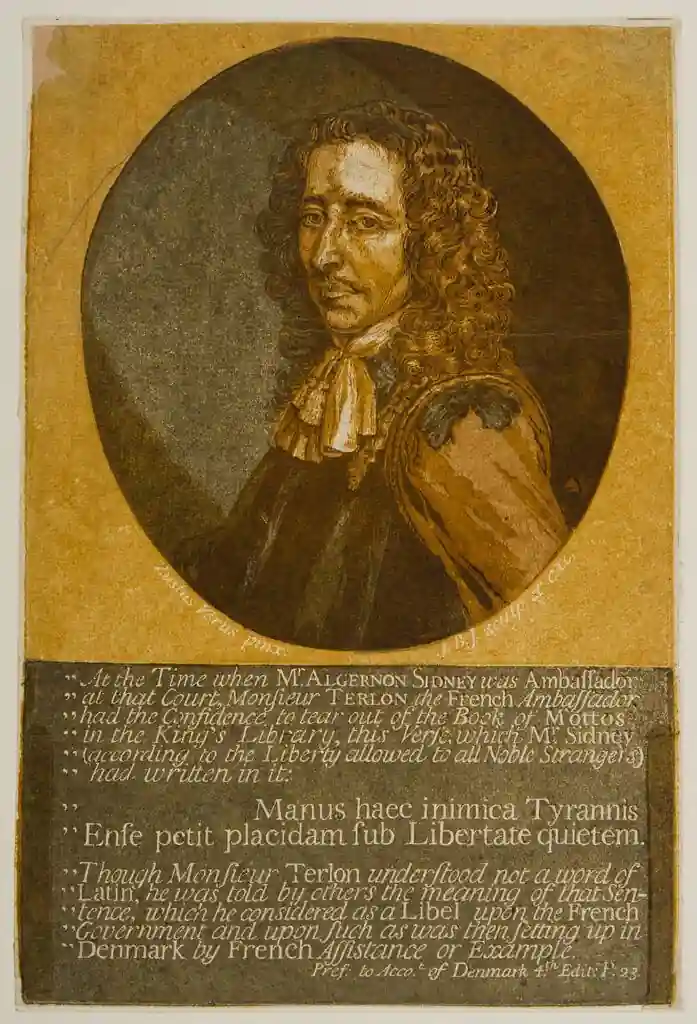 Justus Verus pinx.
J. B. J. sculp. et exc.
"At the Time when Mr. ALGERNON SIDNEY was Ambaſſador
"at that Court, Monſieur TERLON the French Ambaſſador
"had the Confidence to tear out of the Book of Mottos
"in the King's Library, this Verſe, which Mr. Sidney
"(according to the Liberty allowed to all Noble Strangers)
"had written in it:
" Manus haec inimica Tyrannis
"Enſe petit placidam ſub Libertate quietem.
"Though Monſieur Terlon underſtood not a word of
"Latin, he was told by others the meaning of that Sen-
"tence, which he conſidered as a Libel upon the French
"Government and upon ſuch as was then ſetting up in
"Denmark by French Aſſiſtance or Example.
Pref. to Acco.t of Denmark 4.th Edit: P. 23.